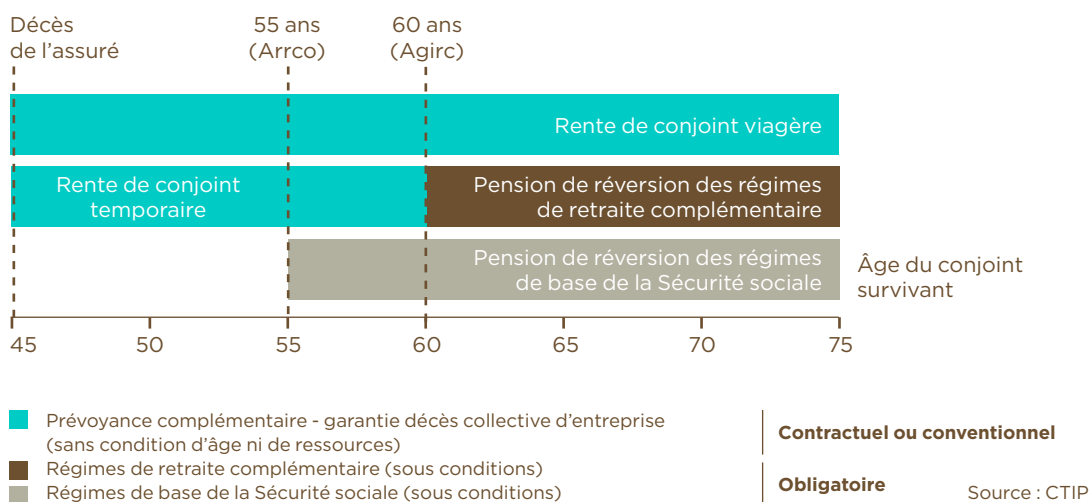 Décès
de l'assuré
55 ans
(Arrco)
60 ans
(Agirc)
Rente de conjoint viagère
Rente de conjoint
temporaire
Pension de réversion des régimes
de retraite complémentaire
Pension de réversion des régimes
de base de la Sécurité sociale
Âge du conjoint
survivant
45 50 55 60 65 70 75
Prévoyance complémentaire - garantie décès collective d'entreprise
(sans condition d'âge ni de ressources)
Contractuel ou conventionnel
Régimes de retraite complémentaire (sous conditions)
Régimes de base de la Sécurité sociale (sous conditions)
Obligatoire
Source : CTIP